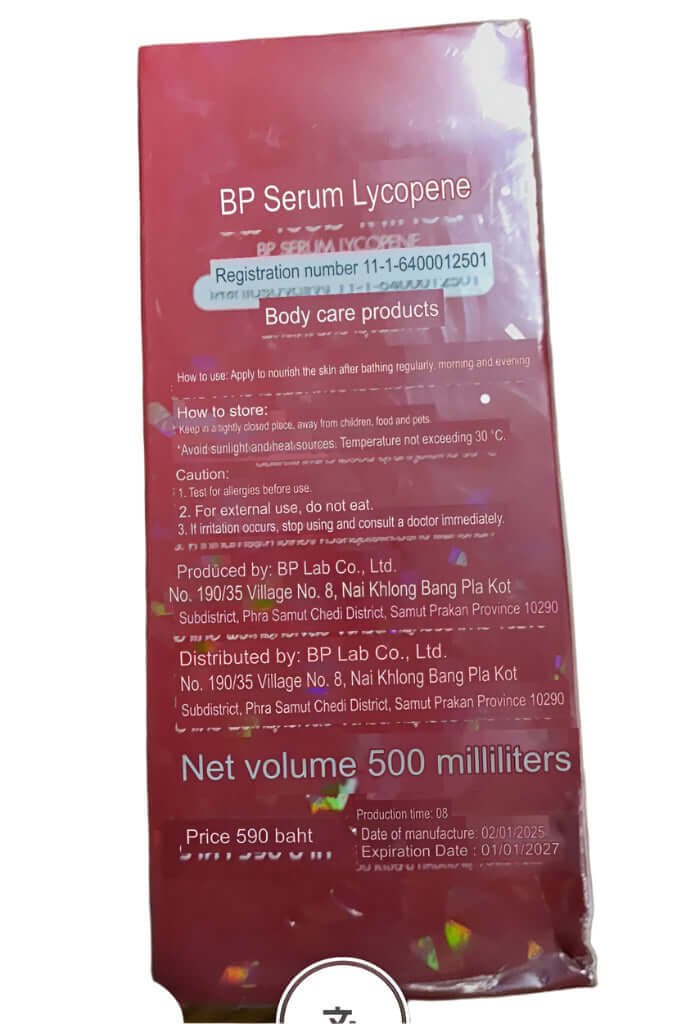 BP Serum Lycopene
BP SERUM LYCOPENE
Registration number 11-1-6400012501
Body care products
How to use: Apply to nourish the skin after bathing regularly, morning and evening
How to store:
Keep in a tightly closed place, away from children, food and pets.
*Avoid sunlight and heat sources. Temperature not exceeding 30 °C.
Caution:
1. Test for allergies before use.
2. For external use, do not eat.
3. If irritation occurs, stop using and consult a doctor immediately.
Produced by: BP Lab Co., Ltd.
No. 190/35 Village No. 8, Nai Khlong Bang Pla Kot
Subdistrict, Phra Samut Chedi District, Samut Prakan Province 10290
Distributed by: BP Lab Co., Ltd.
No. 190/35 Village No. 8, Nai Khlong Bang Pla Kot
Subdistrict, Phra Samut Chedi District, Samut Prakan Province 10290
Net volume 500 milliliters
Production time: 08
Price 590 baht
Date of manufacture: 02/01/2025
Expiration Date : 01/01/2027